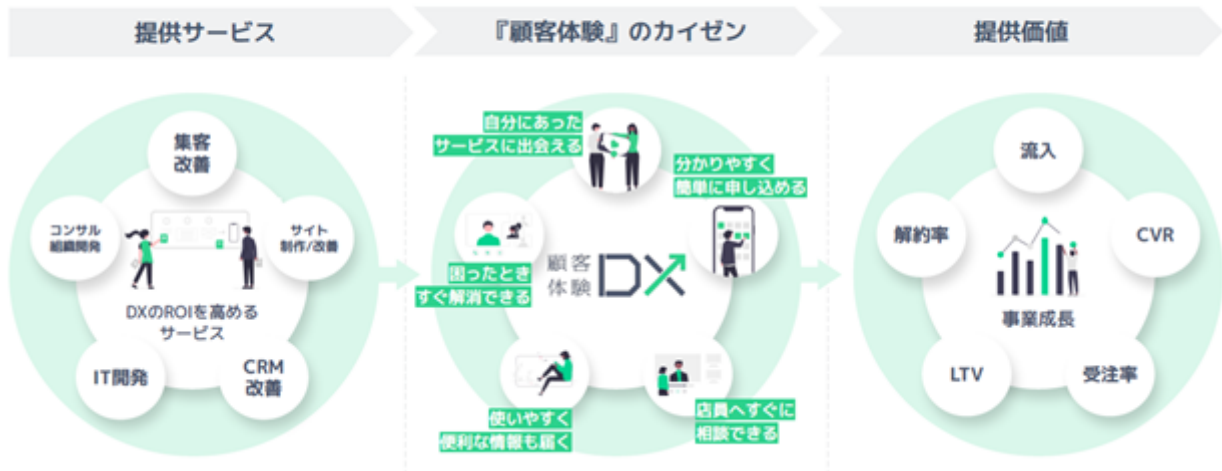 提供サービス
『顧客体験』のカイゼン
提供価値
集客
改善
コンサル
組織開発
サイト
制作/改善
DXのROIを高める
サービス
IT開発
CRM
改善
自分にあった
サービスに出会える
分かりやすく
簡単に申し込める
困ったとき
すぐ解消できる
顧客
体験
DX
使いやすく
便利な情報も届く
店員へすぐに
相談できる
流入
解約率
CVR
事業成長
LTV
受注率